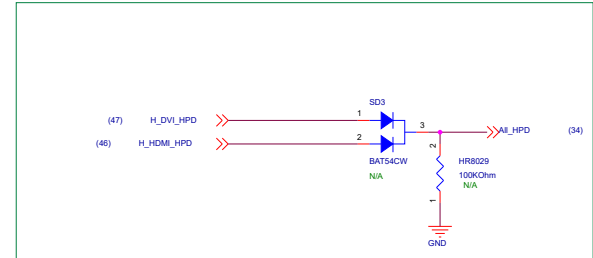 SD3
(47) H_DVI_HPD 1
3 All_HPD (34)
(46) H_HDMI_HPD 2
BAT54CW
N/A
2 HR8029
100KOhm
N/A
1
GND